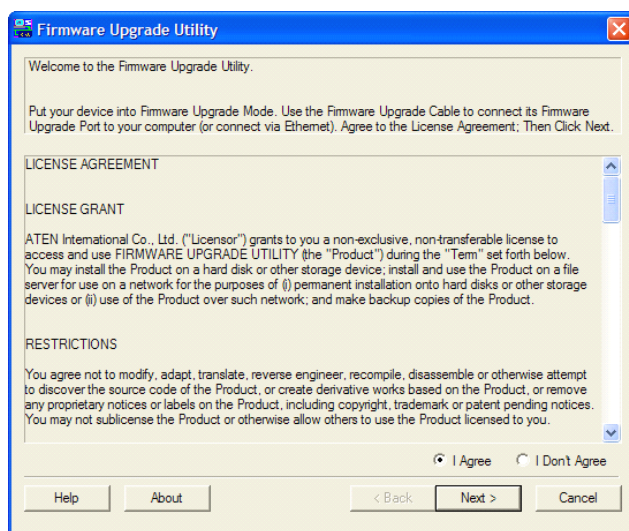 Firmware Upgrade Utility
Welcome to the Firmware Upgrade Utility.
Put your device into Firmware Upgrade Mode. Use the Firmware Upgrade Cable to connect its Firmware
Upgrade Port to your computer (or connect via Ethernet). Agree to the License Agreement; Then Click Next.
LICENSE AGREEMENT
LICENSE GRANT
ATEN International Co., Ltd. ("Licensor") grants to you a non-exclusive, non-transferable license to
access and use FIRMWARE UPGRADE UTILITY (the "Product") during the "Term" set forth below.
You may install the Product on a hard disk or other storage device; install and use the Product on a file
server for use on a network for the purposes of (i) permanent installation onto hard disks or other storage
devices or (ii) use of the Product over such network; and make backup copies of the Product.
RESTRICTIONS
You agree not to modify, adapt, translate, reverse engineer, recompile, disassemble or otherwise attempt
to discover the source code of the Product, or create derivative works based on the Product, or remove
any proprietary notices or labels on the Product, including copyright, trademark or patent pending notices.
You may not sublicense the Product or otherwise allow others to use the Product licensed to you.
I Agree I Don't Agree
Help About < Back Next > Cancel